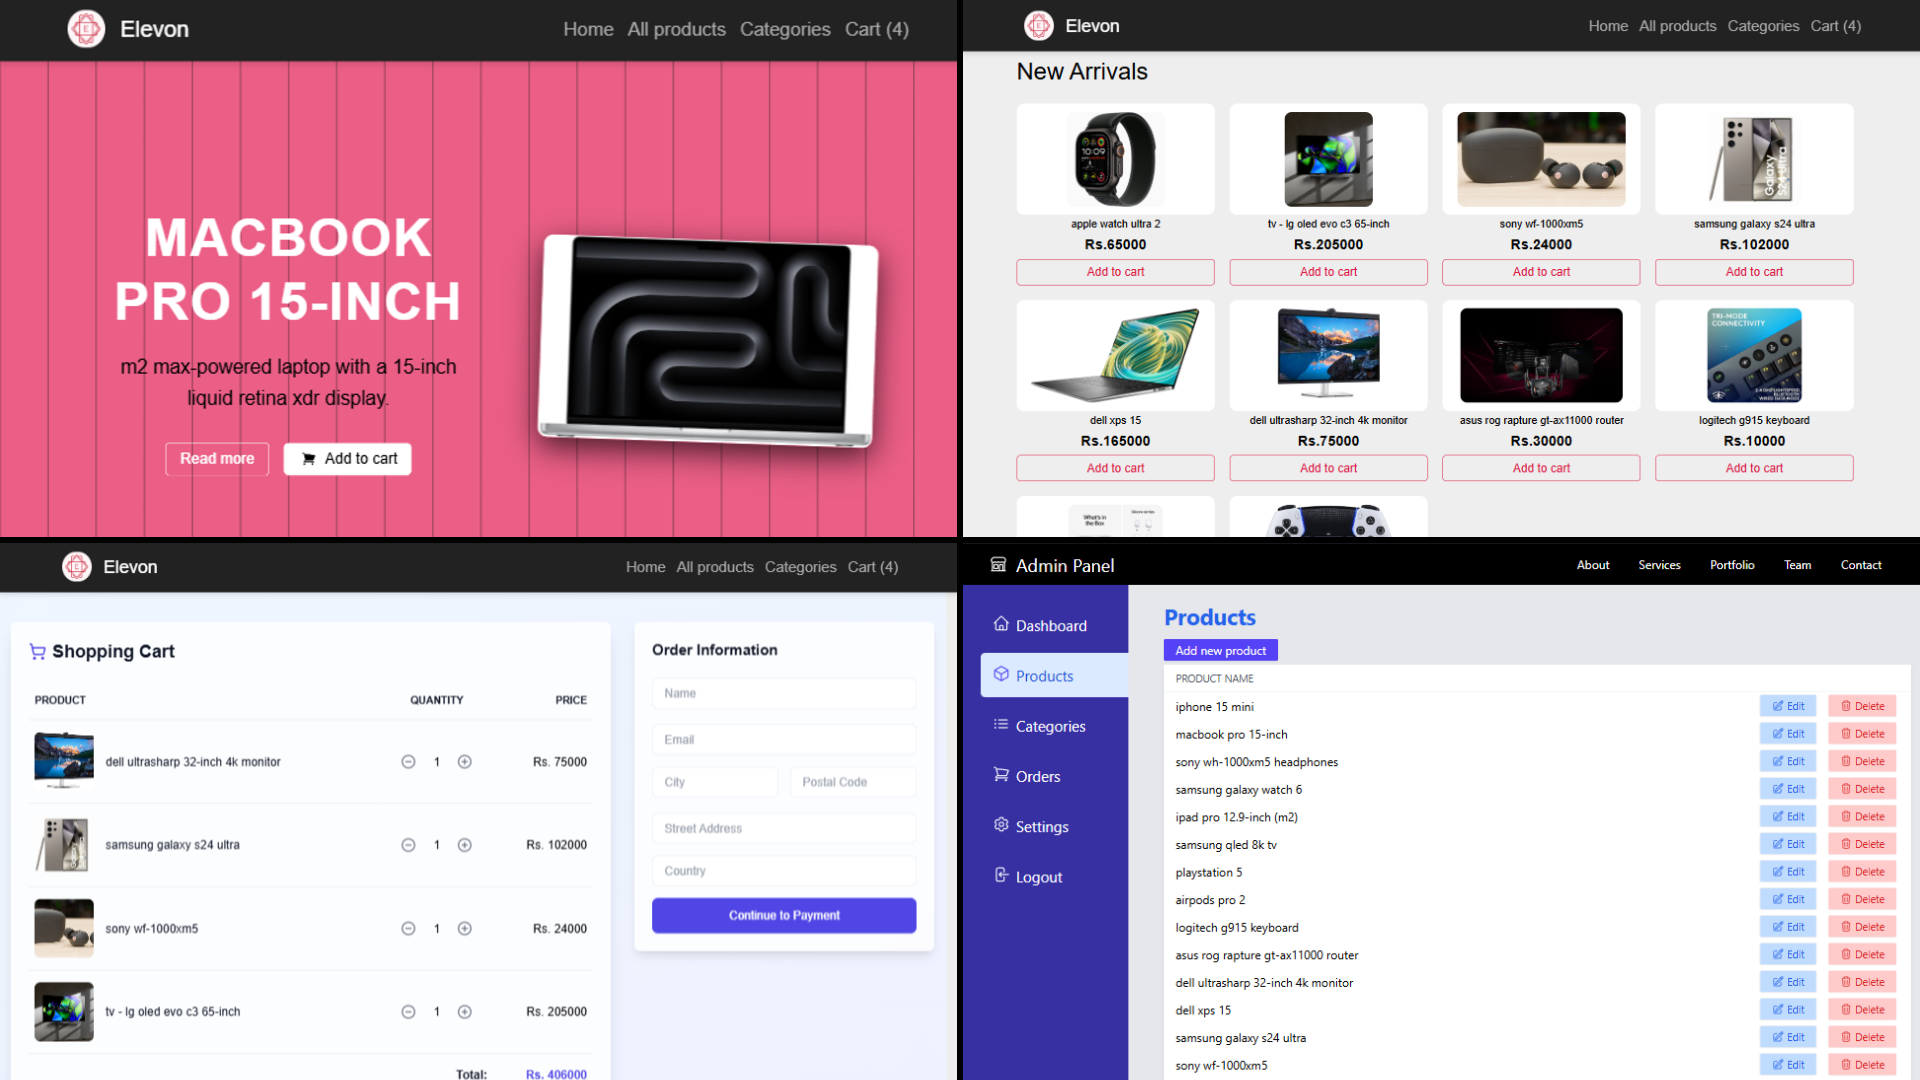 Elevon
Home All products Categories Cart (4)
MACBOOK
PRO 15-INCH
m2 max-powered laptop with a 15-inch
liquid retina xdr display.
Read more Add to cart
Elevon
Home All products Categories Cart (4)
New Arrivals
10:09
Galaxy
S24 Ultra
apple watch ultra 2 tv - lg oled evo c3 65-inch sony wf-1000xm5 samsung galaxy s24 ultra
Rs.65000 Rs.205000 Rs.24000 Rs.102000
Add to cart Add to cart Add to cart Add to cart
TRI-MODE
CONNECTIVITY
dell xps 15 dell ultrasharp 32-inch 4k monitor asus rog rapture gt-ax11000 router logitech g915 keyboard
Rs.165000 Rs.75000 Rs.30000 Rs.10000
Add to cart Add to cart Add to cart Add to cart
What's in
the Box
Elevon
Home All products Categories Cart (4)
Shopping Cart
PRODUCT QUANTITY PRICE
dell ultrasharp 32-inch 4k monitor 1 Rs. 75000
samsung galaxy s24 ultra 1 Rs. 102000
sony wf-1000xm5 1 Rs. 24000
tv - lg oled evo c3 65-inch 1 Rs. 205000
Total: Rs. 406000
Order Information
Name
Email
City Postal Code
Street Address
Country
Continue to Payment
Admin Panel
About Services Portfolio Team Contact
Dashboard
Products
Categories
Orders
Settings
Logout
Products
Add new product
PRODUCT NAME
iphone 15 mini Edit Delete
macbook pro 15-inch Edit Delete
sony wh-1000xm5 headphones Edit Delete
samsung galaxy watch 6 Edit Delete
ipad pro 12.9-inch (m2) Edit Delete
samsung qled 8k tv Edit Delete
playstation 5 Edit Delete
airpods pro 2 Edit Delete
logitech g915 keyboard Edit Delete
asus rog rapture gt-ax11000 router Edit Delete
dell ultrasharp 32-inch 4k monitor Edit Delete
dell xps 15 Edit Delete
samsung galaxy s24 ultra Edit Delete
sony wf-1000xm5 Edit Delete